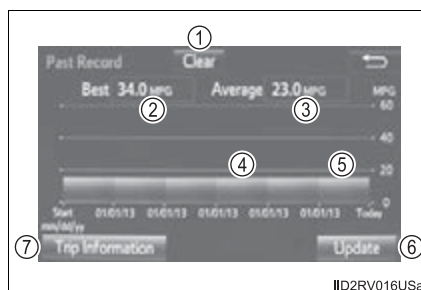 ①
Past Record Clear
Best 34.0 MPG Average 23.0 MPG MPG
② ③
60
40
④ ⑤
20
0
Start 01/01/13 01/01/13 01/01/13 01/01/13 01/01/13 Today
mm/dd/yy
⑦ Trip Information Update ⑥
IID2RV016USa